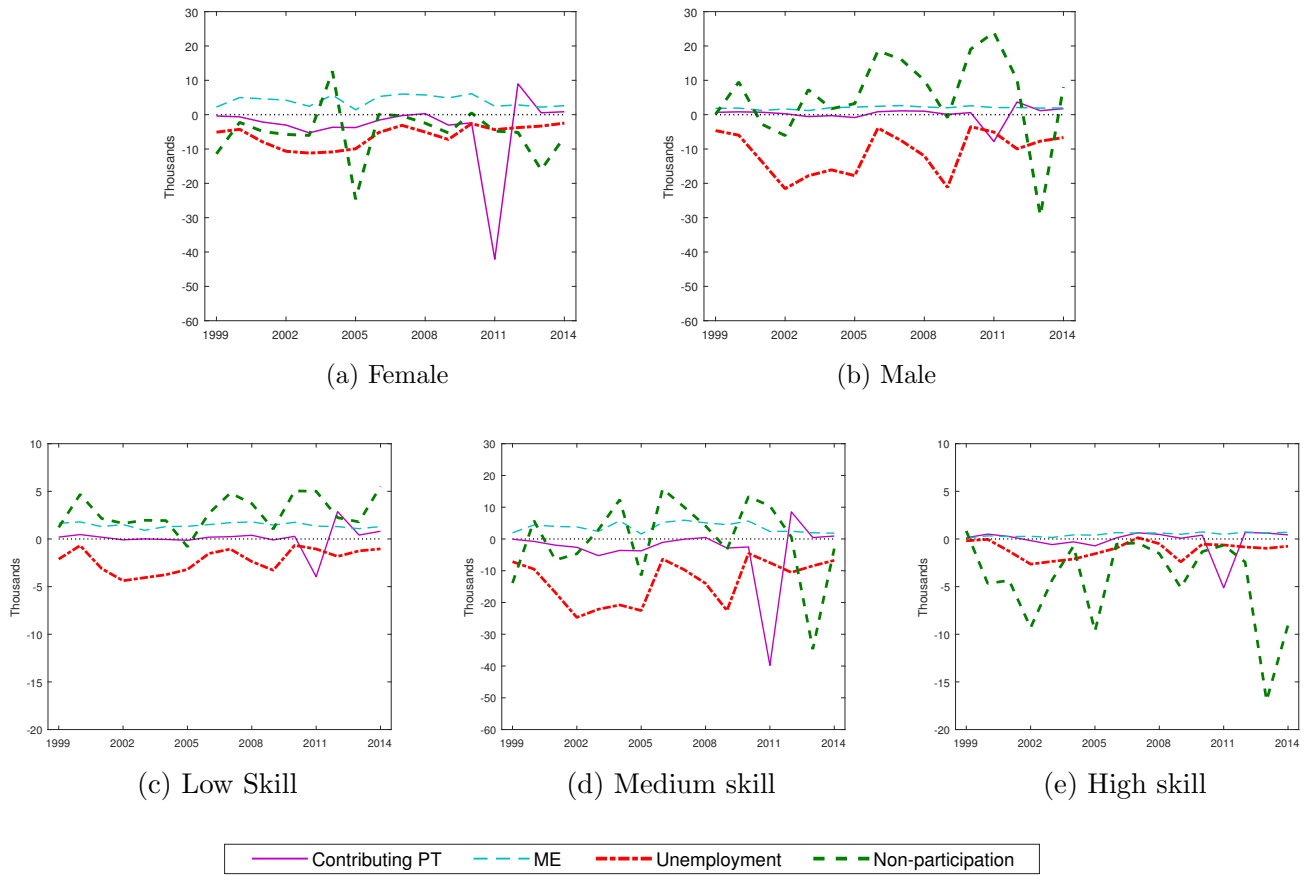 30
20
10
0
-10
-20
-30
-40
-50
-60
Thousands
1999 2002 2005 2008 2011 2014
(a) Female
30
20
10
0
-10
-20
-30
-40
-50
-60
Thousands
1999 2002 2005 2008 2011 2014
(b) Male
10
5
0
-5
-10
-15
-20
Thousands
1999 2002 2005 2008 2011 2014
(c) Low Skill
30
20
10
0
-10
-20
-30
-40
-50
-60
Thousands
1999 2002 2005 2008 2011 2014
(d) Medium skill
10
5
0
-5
-10
-15
-20
Thousands
1999 2002 2005 2008 2011 2014
(e) High skill
Contributing PT ME Unemployment Non-participation